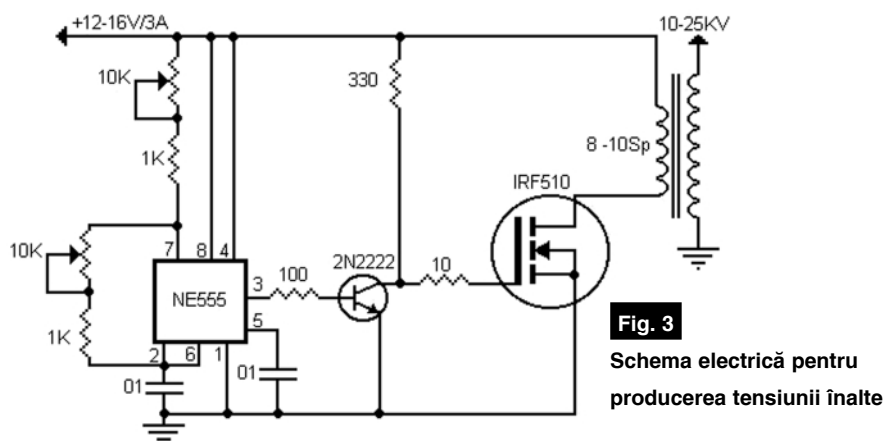 +12-16V/3A
10-25KV
10K
330
1K
8 -10Sp
IRF510
10K
7
8
4
2N2222
3
100
10
NE555
5
1K
2
6
1
01
01
Fig. 3
Schema electrică pentru
producerea tensiunii înalte